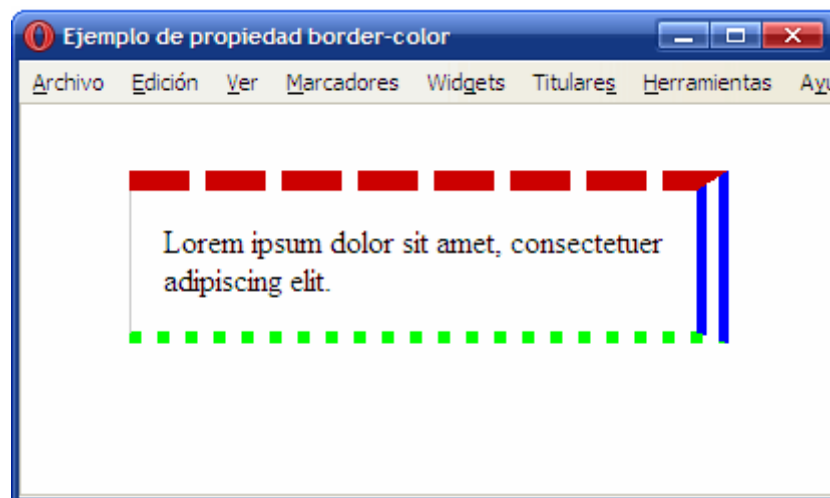 Ejemplo de propiedad border-color
Archivo Edición Ver Marcadores Widgets Titulares Herramientas Ayu
Lorem ipsum dolor sit amet, consectetuer
adipiscing elit.